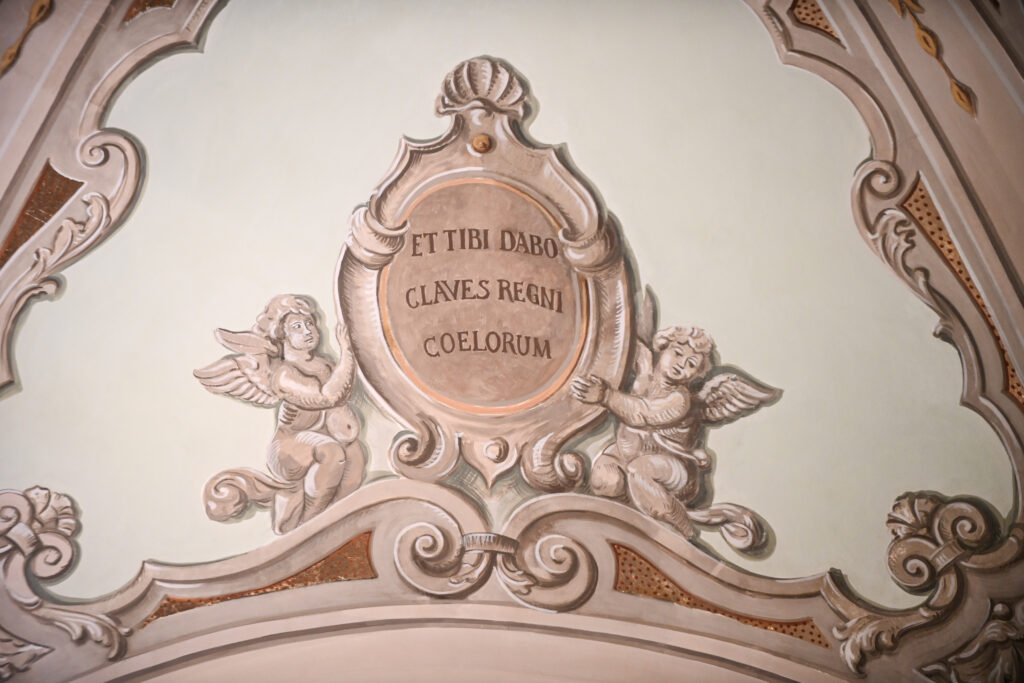 ET TIBI DABO
CLAVES REGNI
COELORUM